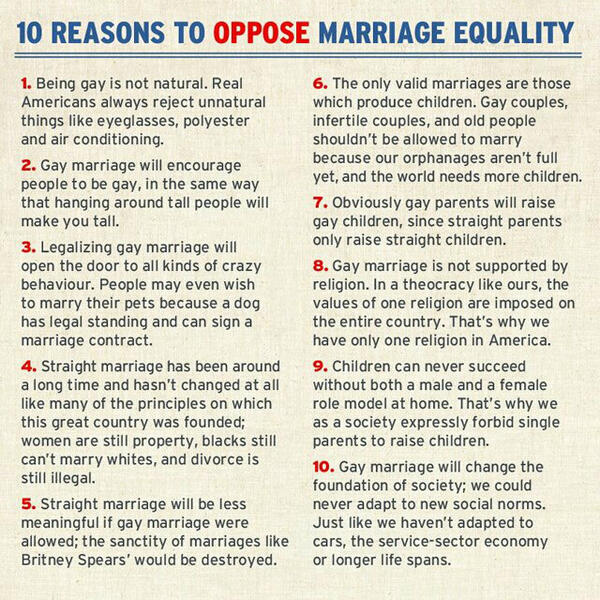 10 REASONS TO OPPOSE MARRIAGE EQUALITY
1. Being gay is not natural. Real
Americans always reject unnatural
things like eyeglasses, polyester
and air conditioning.
2. Gay marriage will encourage
people to be gay, in the same way
that hanging around tall people will
make you tall.
3. Legalizing gay marriage will
open the door to all kinds of crazy
behaviour. People may even wish
to marry their pets because a dog
has legal standing and can sign a
marriage contract.
4. Straight marriage has been around
a long time and hasn't changed at all
like many of the principles on which
this great country was founded;
women are still property, blacks still
can't marry whites, and divorce is
still illegal.
5. Straight marriage will be less
meaningful if gay marriage were
allowed; the sanctity of marriages like
Britney Spears' would be destroyed.
6. The only valid marriages are those
which produce children. Gay couples,
infertile couples, and old people
shouldn't be allowed to marry
because our orphanages aren't full
yet, and the world needs more children.
7. Obviously gay parents will raise
gay children, since straight parents
only raise straight children.
8. Gay marriage is not supported by
religion. In a theocracy like ours, the
values of one religion are imposed on
the entire country. That's why we
have only one religion in America.
9. Children can never succeed
without both a male and a female
role model at home. That's why we
as a society expressly forbid single
parents to raise children.
10. Gay marriage will change the
foundation of society; we could
never adapt to new social norms.
Just like we haven't adapted to
cars, the service-sector economy
or longer life spans.